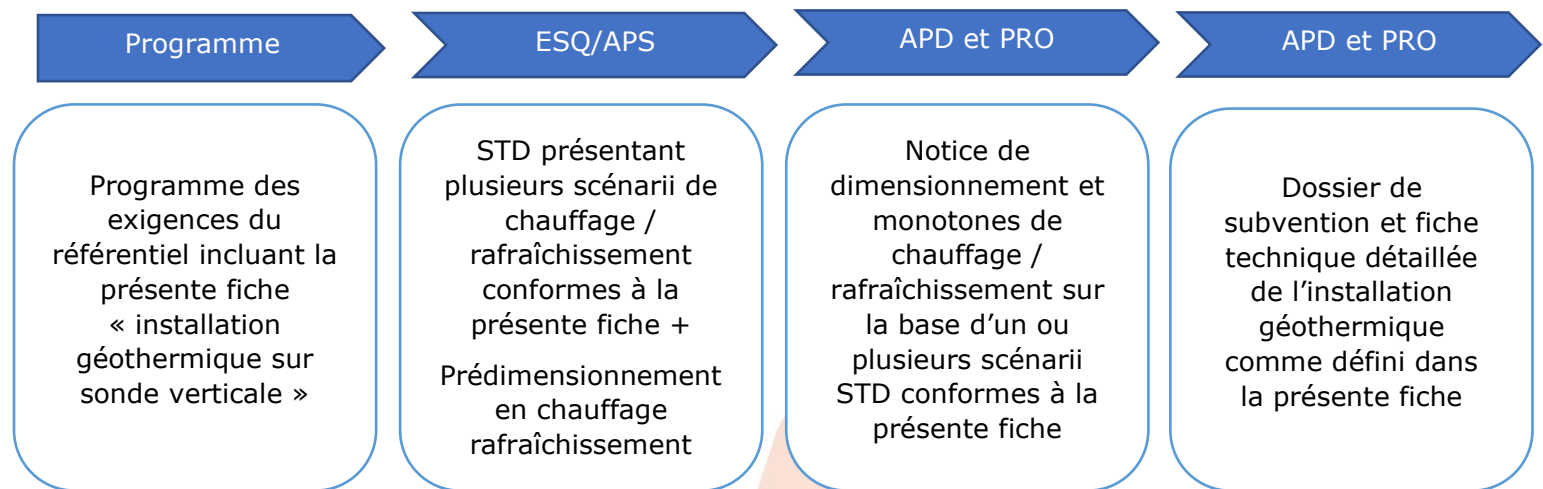 Programme
ESQ/APS
APD et PRO
APD et PRO
Programme des
exigences du
référentiel incluant la
présente fiche
« installation
géothermique sur
sonde verticale »
STD présentant
plusieurs scénarii de
chauffage /
rafraîchissement
conformes à la
présente fiche +
Prédimensionnement
en chauffage
rafraîchissement
Notice de
dimensionnement et
monotones de
chauffage /
rafraîchissement sur
la base d’un ou
plusieurs scénarii
STD conformes à la
présente fiche
Dossier de
subvention et fiche
technique détaillée
de l’installation
géothermique
comme défini dans
la présente fiche